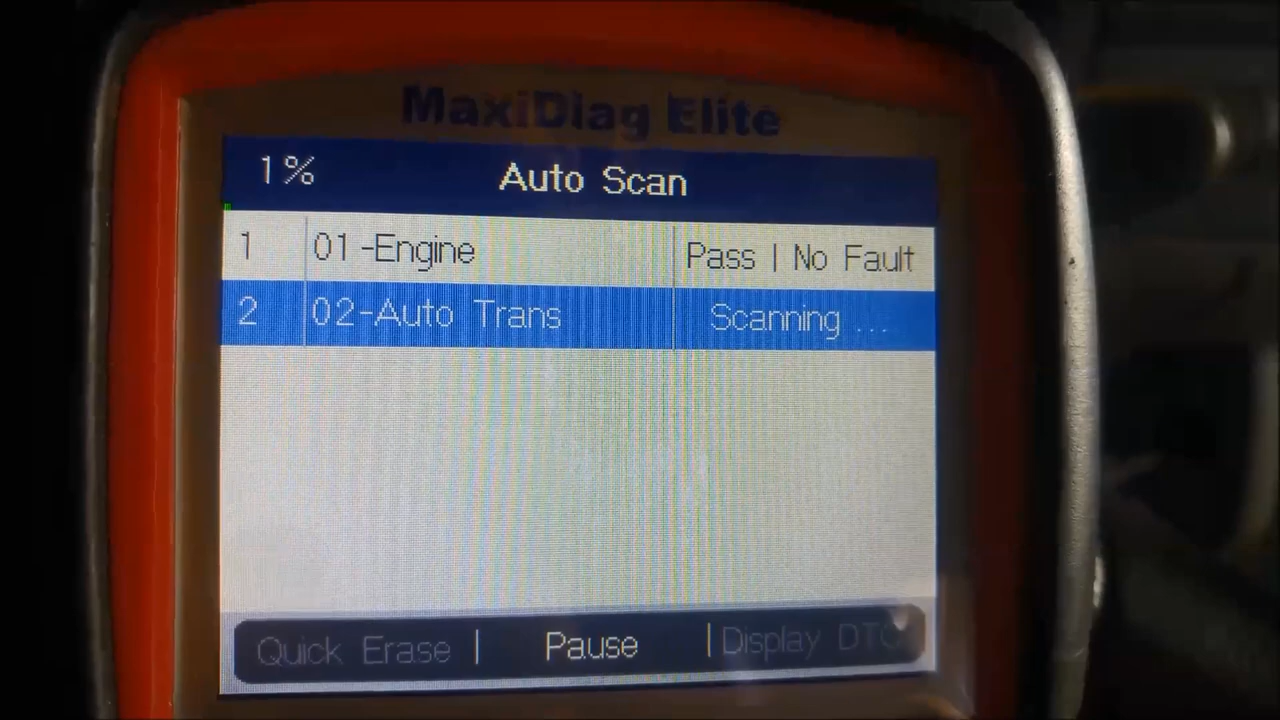 MaxiDiag Elite
1% Auto Scan
1 01-Engine Pass | No Fault
2 02-Auto Trans Scanning ...
Quick Erase | Pause | Display DTC